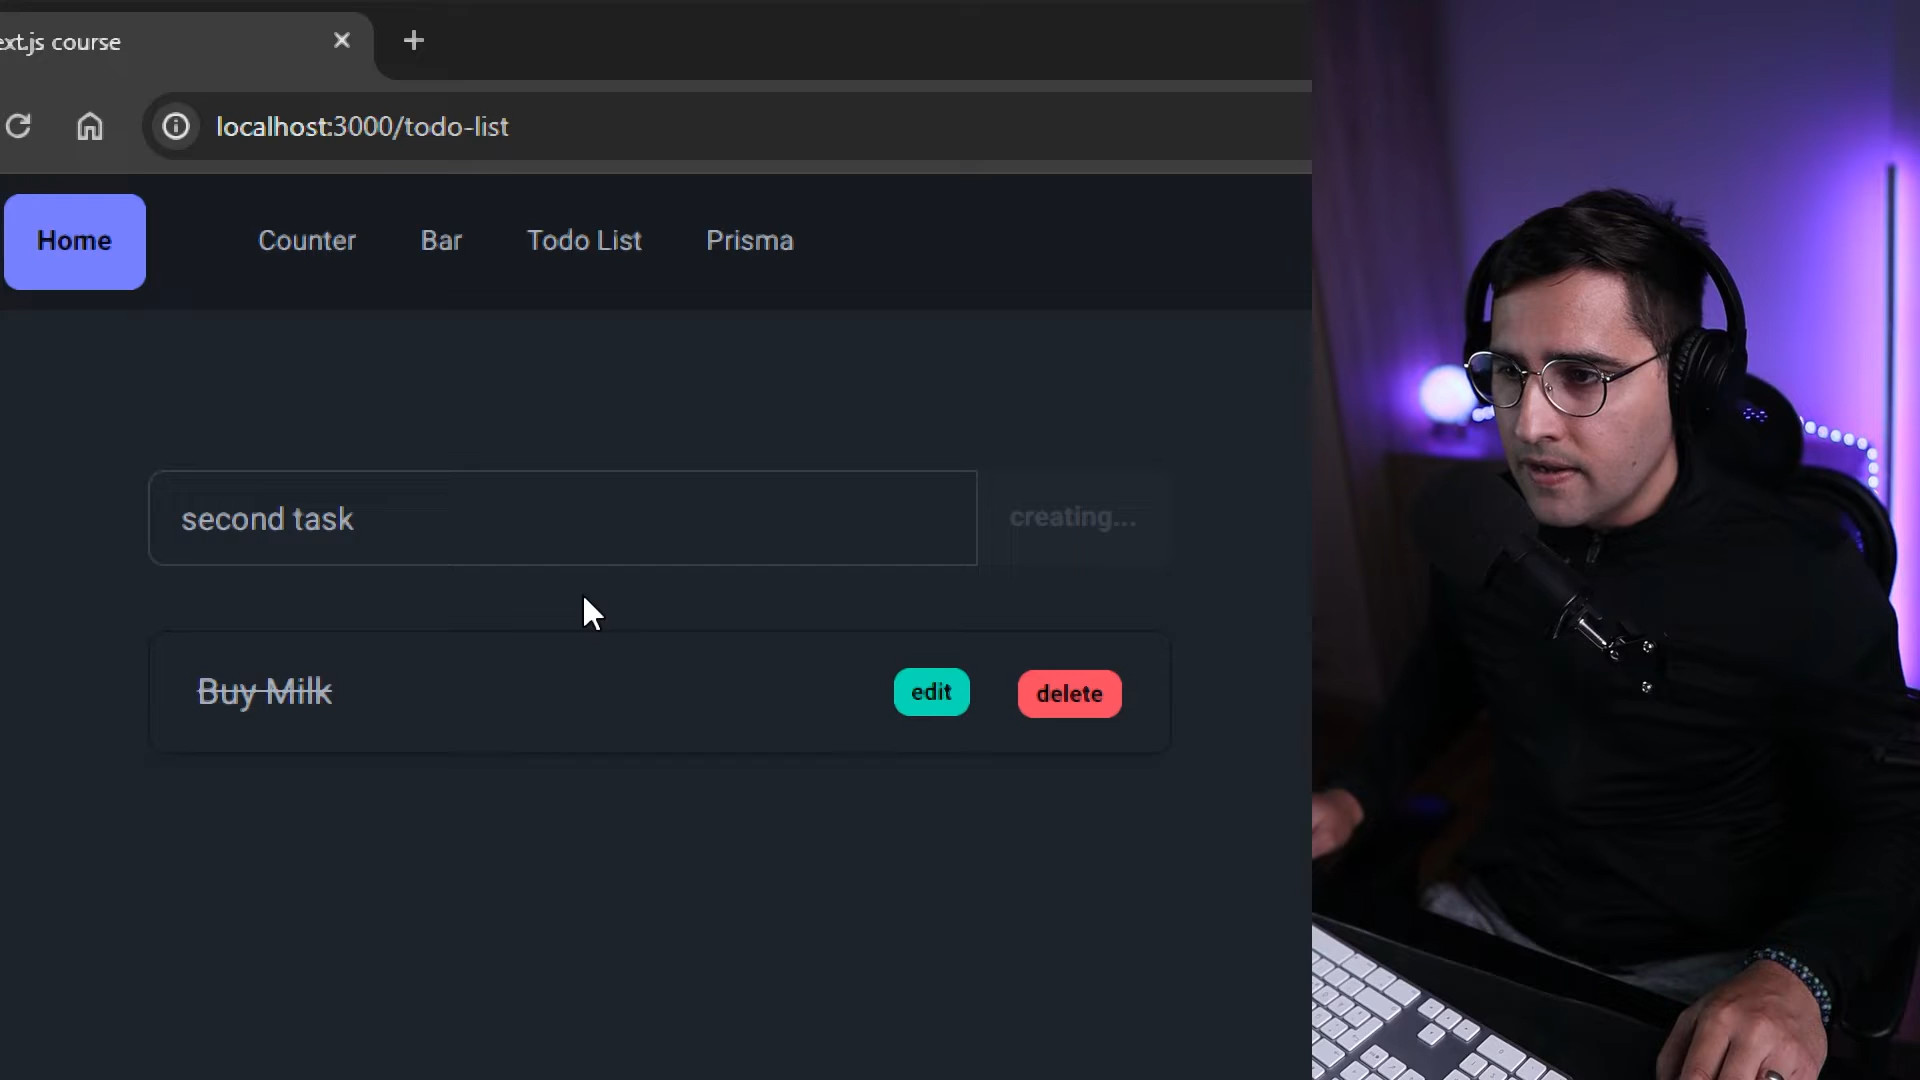 ext.js course
localhost:3000/todo-list
Home
Counter
Bar
Todo List
Prisma
second task
creating...
Buy Milk
edit
delete